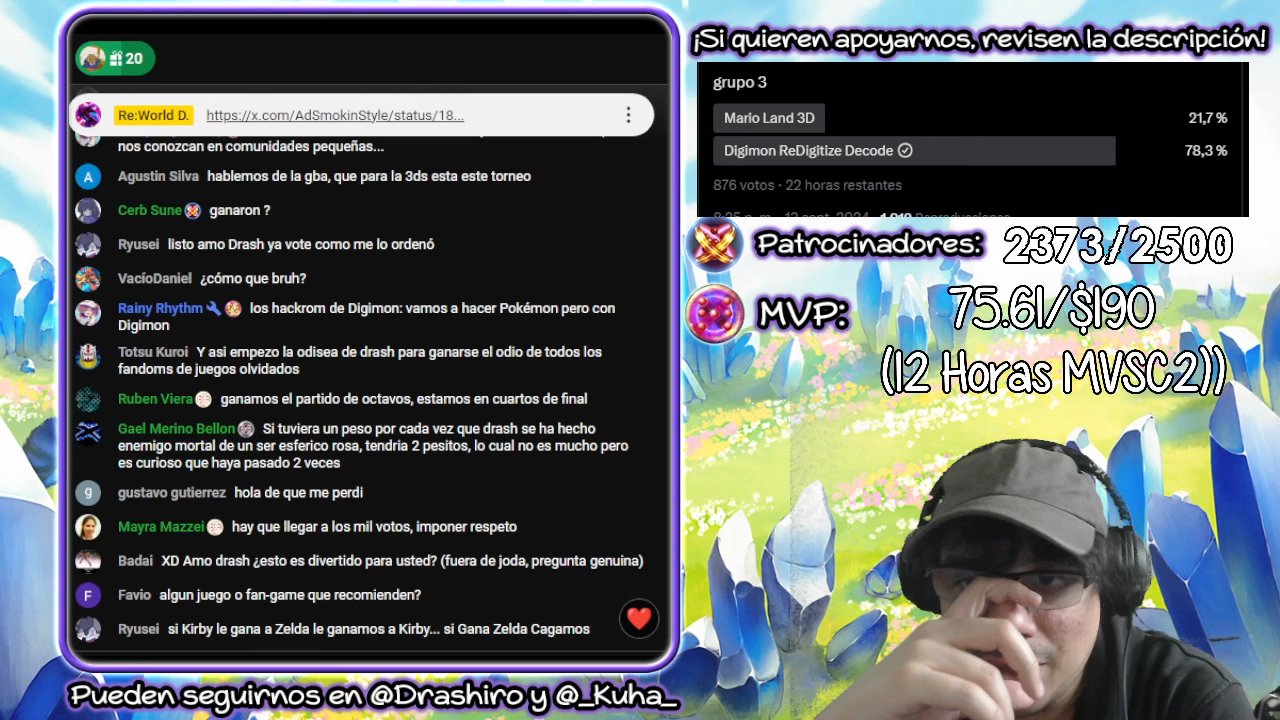 ¡Si quieren apoyarnos, revisen la descripción!
20
Re:World D. https://x.com/AdSmokinStyle/status/18...
nos conozcan en comunidades pequeñas...
A Agustin Silva hablemos de la gba, que para la 3ds esta este torneo
Cerb Sune ganaron ?
Ryusei listo amo Drash ya vote como me lo ordenó
VacíoDaniel ¿cómo que bruh?
Rainy Rhythm los hackrom de Digimon: vamos a hacer Pokémon pero con
Digimon
Totsu Kuroi Y asi empezo la odisea de drash para ganarse el odio de todos los
fandoms de juegos olvidados
Ruben Viera ganamos el partido de octavos, estamos en cuartos de final
Gael Merino Bellon Si tuviera un peso por cada vez que drash se ha hecho
enemigo mortal de un ser esferico rosa, tendria 2 pesitos, lo cual no es mucho pero
es curioso que haya pasado 2 veces
g gustavo gutierrez hola de que me perdi
Mayra Mazzei hay que llegar a los mil votos, imponer respeto
Badai XD Amo drash ¿esto es divertido para usted? (fuera de joda, pregunta genuina)
F Favio algun juego o fan-game que recomienden?
Ryusei si Kirby le gana a Zelda le ganamos a Kirby... si Gana Zelda Cagamos
grupo 3
Mario Land 3D 21,7 %
Digimon ReDigitize Decode 78,3 %
876 votos · 22 horas restantes
Patrocinadores: 2373/2500
MVP: 75.61/$190
(12 Horas MVSC2))
Pueden seguirnos en @Drashiro y @_Kuha_